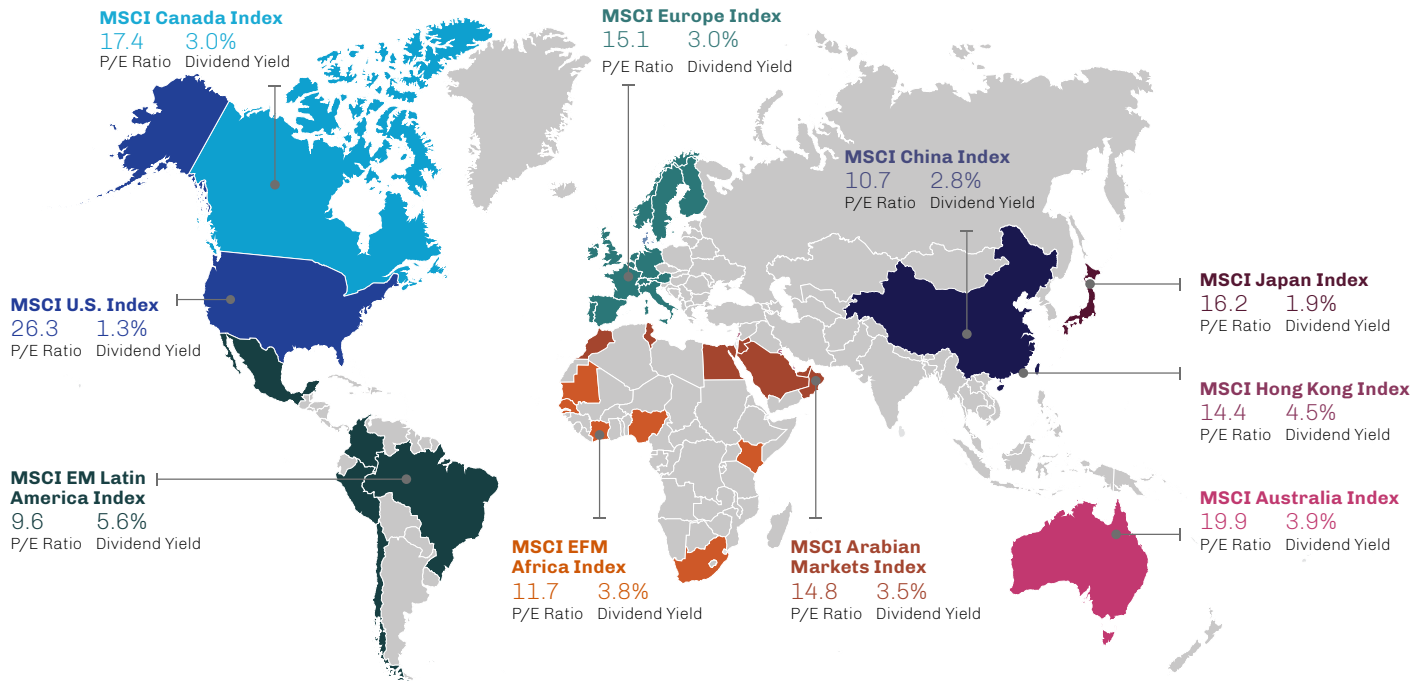 MSCI Canada Index
17.4 3.0%
P/E Ratio Dividend Yield
MSCI Europe Index
15.1 3.0%
P/E Ratio Dividend Yield
MSCI China Index
10.7 2.8%
P/E Ratio Dividend Yield
MSCI U.S. Index
26.3 1.3%
P/E Ratio Dividend Yield
MSCI Japan Index
16.2 1.9%
P/E Ratio Dividend Yield
MSCI Hong Kong Index
14.4 4.5%
P/E Ratio Dividend Yield
MSCI EM Latin
America Index
9.6 5.6%
P/E Ratio Dividend Yield
MSCI Australia Index
19.9 3.9%
P/E Ratio Dividend Yield
MSCI EFM
Africa Index
11.7 3.8%
P/E Ratio Dividend Yield
MSCI Arabian
Markets Index
14.8 3.5%
P/E Ratio Dividend Yield